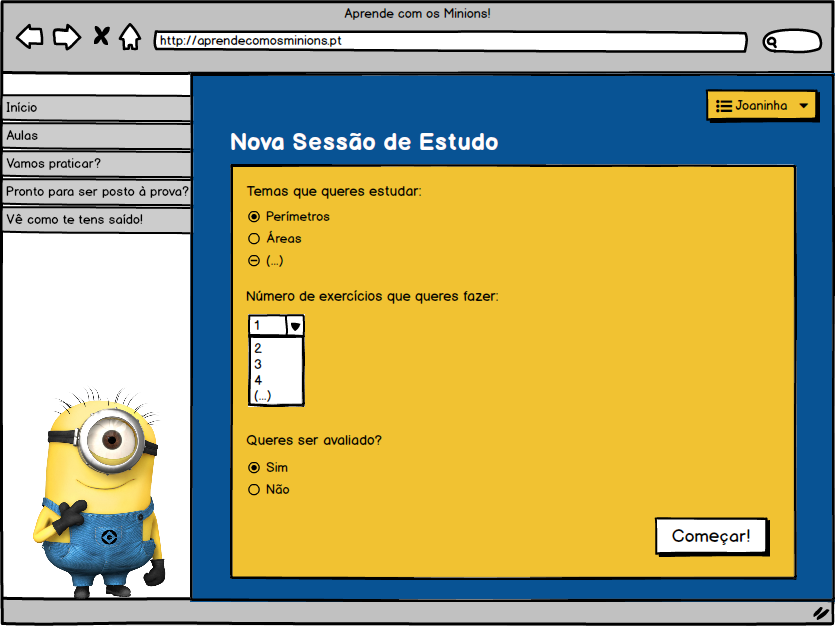 Aprende com os Minions!
http://aprendecomosminions.pt
Início
Aulas
Vamos praticar?
Pronto para ser posto à prova?
Vê como te tens saído!
Joaninha
Nova Sessão de Estudo
Temas que queres estudar:
Perímetros
Áreas
(...)
Número de exercícios que queres fazer:
1
2
3
4
(...)
Queres ser avaliado?
Sim
Não
Começar!